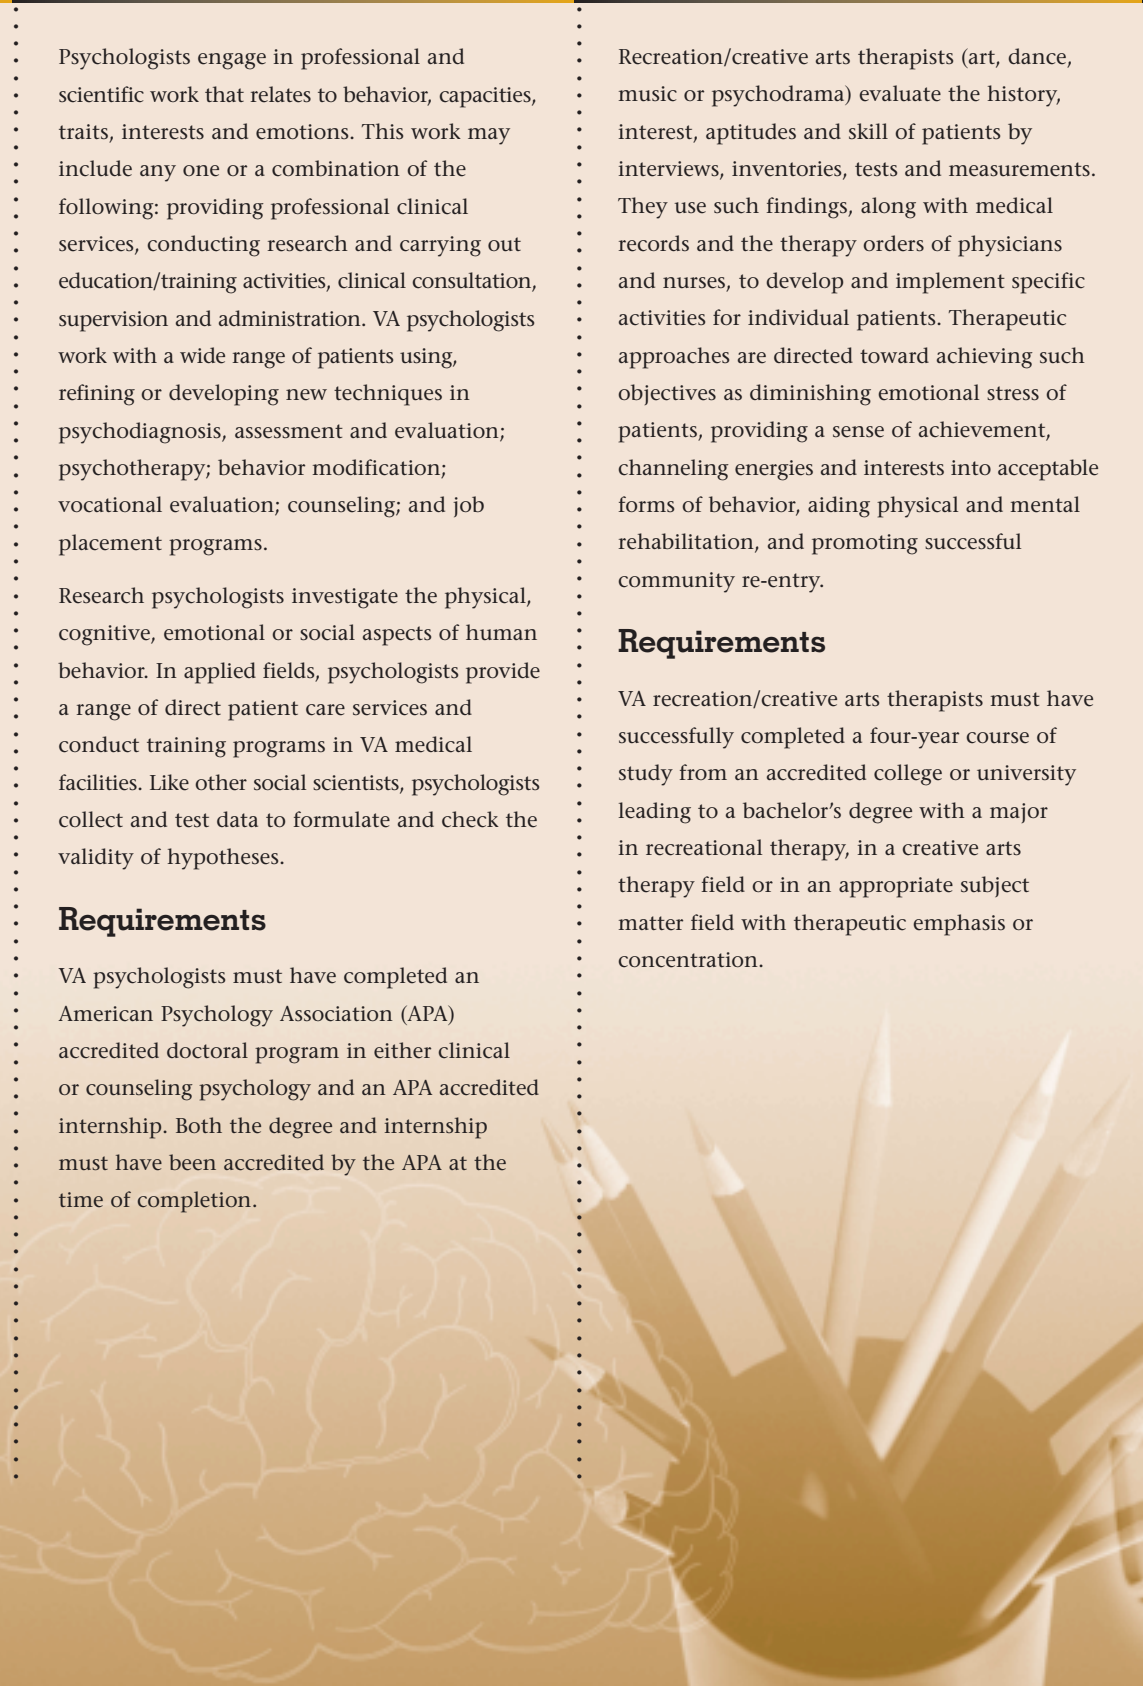 Psychologists engage in professional and
scientific work that relates to behavior, capacities,
traits, interests and emotions. This work may
include any one or a combination of the
following: providing professional clinical
services, conducting research and carrying out
education/training activities, clinical consultation,
supervision and administration. VA psychologists
work with a wide range of patients using,
refining or developing new techniques in
psychodiagnosis, assessment and evaluation;
psychotherapy; behavior modification;
vocational evaluation; counseling; and job
placement programs.
Research psychologists investigate the physical,
cognitive, emotional or social aspects of human
behavior. In applied fields, psychologists provide
a range of direct patient care services and
conduct training programs in VA medical
facilities. Like other social scientists, psychologists
collect and test data to formulate and check the
validity of hypotheses.
Requirements
VA psychologists must have completed an
American Psychology Association (APA)
accredited doctoral program in either clinical
or counseling psychology and an APA accredited
internship. Both the degree and internship
must have been accredited by the APA at the
time of completion.
Recreation/creative arts therapists (art, dance,
music or psychodrama) evaluate the history,
interest, aptitudes and skill of patients by
interviews, inventories, tests and measurements.
They use such findings, along with medical
records and the therapy orders of physicians
and nurses, to develop and implement specific
activities for individual patients. Therapeutic
approaches are directed toward achieving such
objectives as diminishing emotional stress of
patients, providing a sense of achievement,
channeling energies and interests into acceptable
forms of behavior, aiding physical and mental
rehabilitation, and promoting successful
community re-entry.
Requirements
VA recreation/creative arts therapists must have
successfully completed a four-year course of
study from an accredited college or university
leading to a bachelor’s degree with a major
in recreational therapy, in a creative arts
therapy field or in an appropriate subject
matter field with therapeutic emphasis or
concentration.